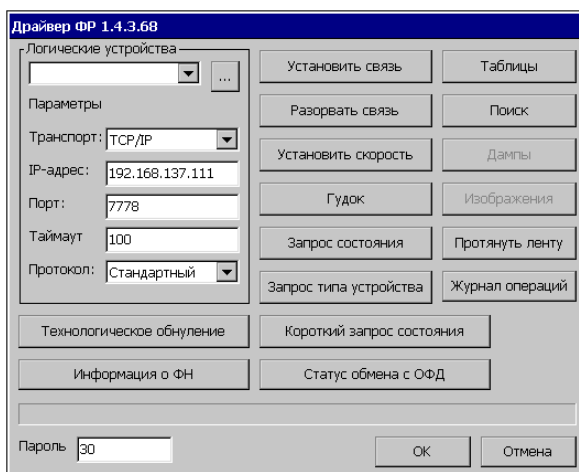 Драйвер ФР 1.4.3.68
Логические устройства
...
Параметры
Транспорт: TCP/IP
IP-адрес: 192.168.137.111
Порт: 7778
Таймаут 100
Протокол: Стандартный
Установить связь
Таблицы
Разорвать связь
Поиск
Установить скорость
Дампы
Гудок
Изображения
Запрос состояния
Протянуть ленту
Запрос типа устройства
Журнал операций
Технологическое обнуление
Короткий запрос состояния
Информация о ФН
Статус обмена с ОФД
Пароль 30
OK
Отмена